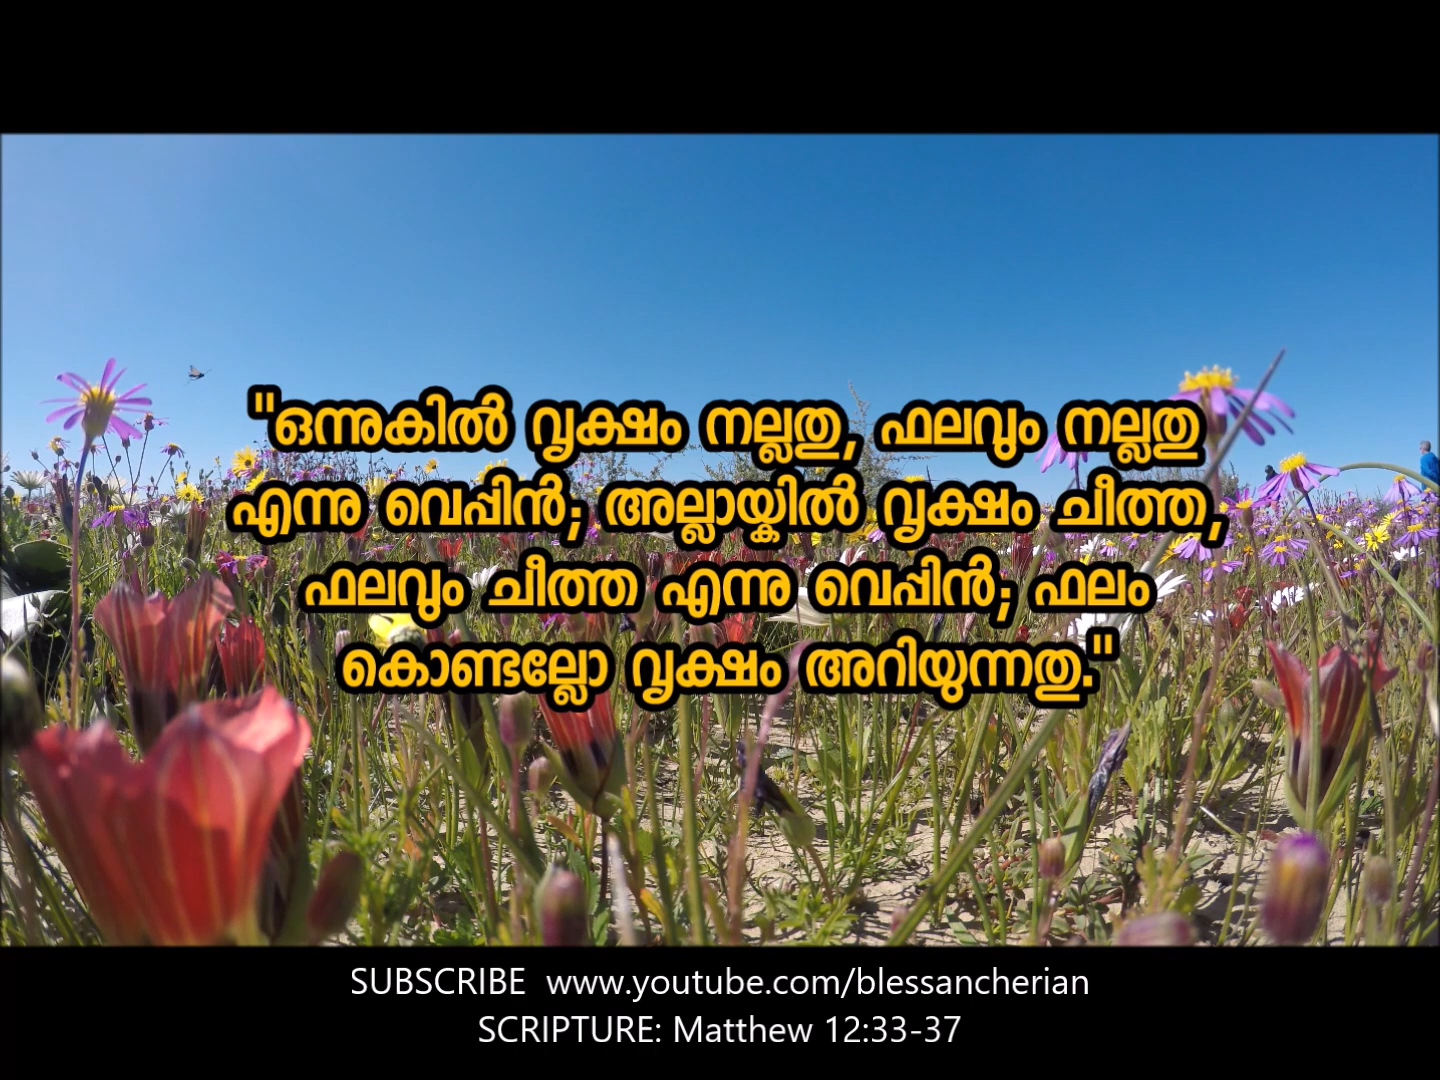 "ഒന്നുകിൽ വൃക്ഷം നല്ലതു, ഫലവും നല്ലതു
എന്നു വെപ്പിൻ; അല്ലായ്കിൽ വൃക്ഷം ചീത്ത,
ഫലവും ചീത്ത എന്നു വെപ്പിൻ; ഫലം
കൊണ്ടല്ലോ വൃക്ഷം അറിയുന്നതു."
SUBSCRIBE www.youtube.com/blessancherian
SCRIPTURE: Matthew 12:33-37